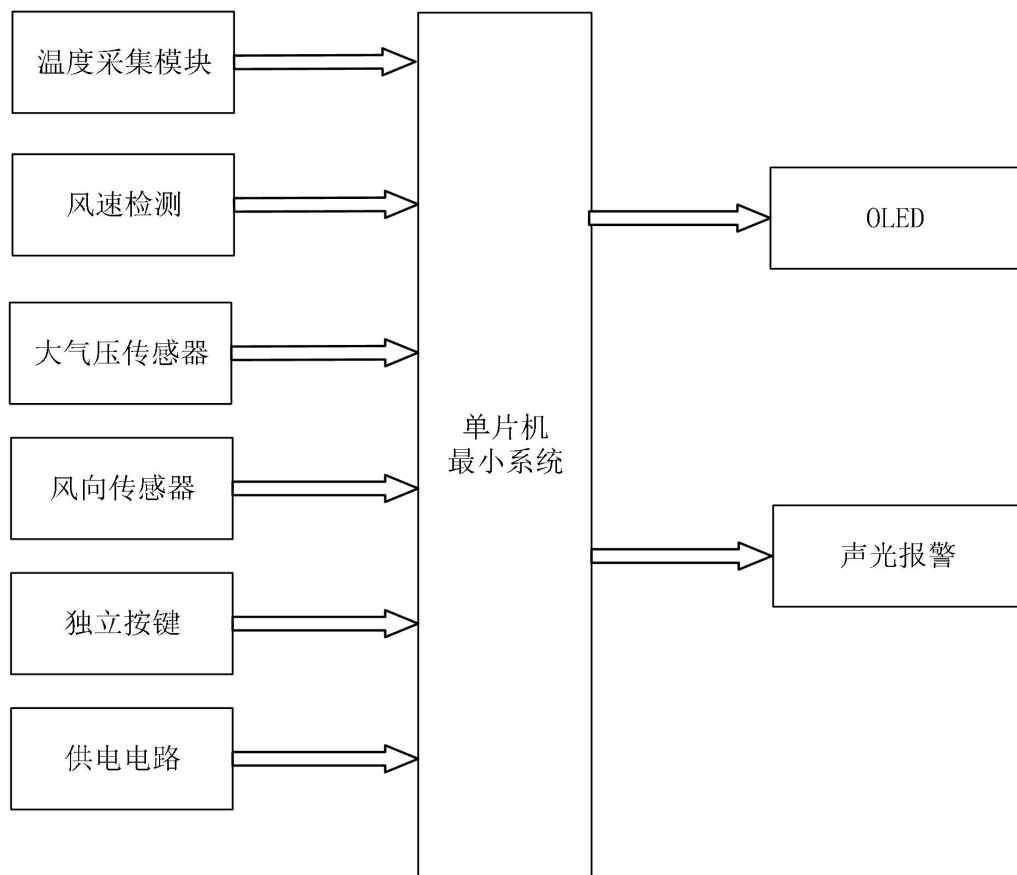 温度采集模块
风速检测
大气压传感器
风向传感器
独立按键
供电电路
单片机
最小系统
OLED
声光报警